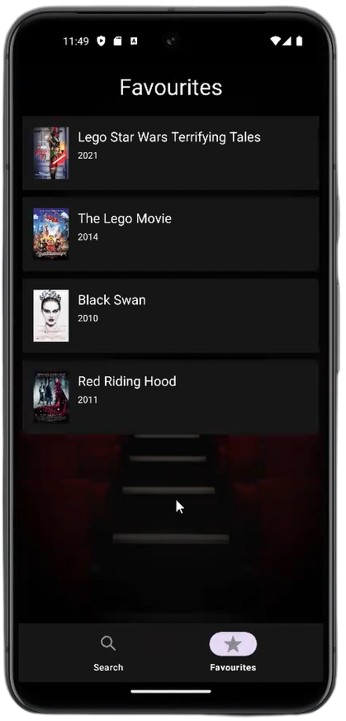 11:49
Favourites
Lego Star Wars Terrifying Tales
2021
The Lego Movie
2014
Black Swan
2010
Red Riding Hood
2011
Search
Favourites